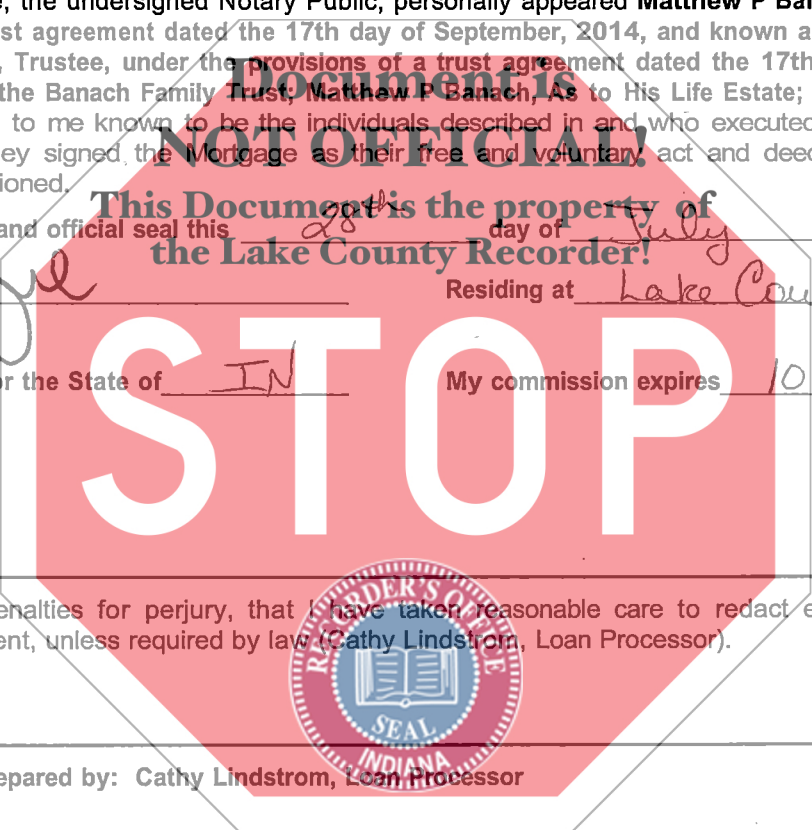 , the undersigned Notary Public, personally appeared Matthew P Ban
st agreement dated the 17th day of September, 2014, and known a
, Trustee, under the provisions of a trust agreement dated the 17th
Document is
the Banach Family Trust; Matthew P Banach, As to His Life Estate;
to me known to be the individuals described in and who executed
NOT OFFICIAL!
ey signed the Mortgage as their free and voluntary act and deed
ioned.
This Document is the property of
and official seal this 28th day of July
the Lake County Recorder!
Residing at Lake Cou
STOP
or the State of IN My commission expires 10
enalties for perjury, that I have taken reasonable care to redact e
ent, unless required by law (Cathy Lindstrom, Loan Processor).
RECORDER'S OFFICE
SEAL
INDIANA
epared by: Cathy Lindstrom, Loan Processor